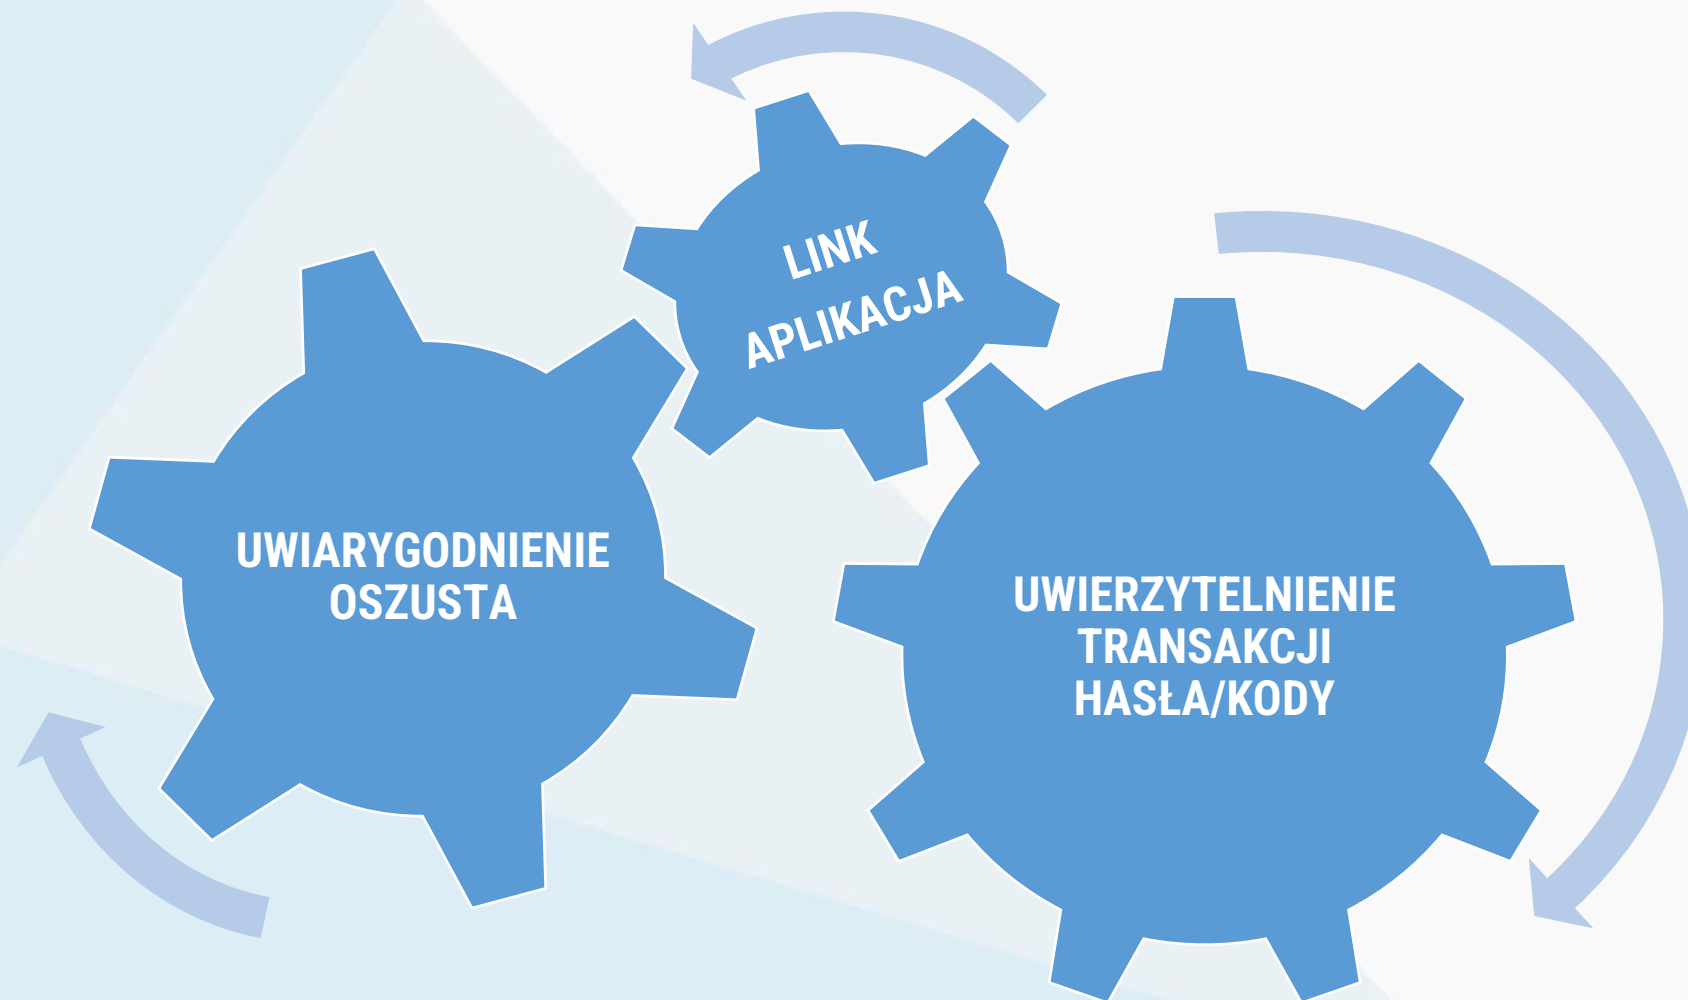 LINK
APLIKACJA
UWIARYGODNIENIE
OSZUSTA
UWIERZYTELNIENIE
TRANSAKCJI
HASŁA/KODY